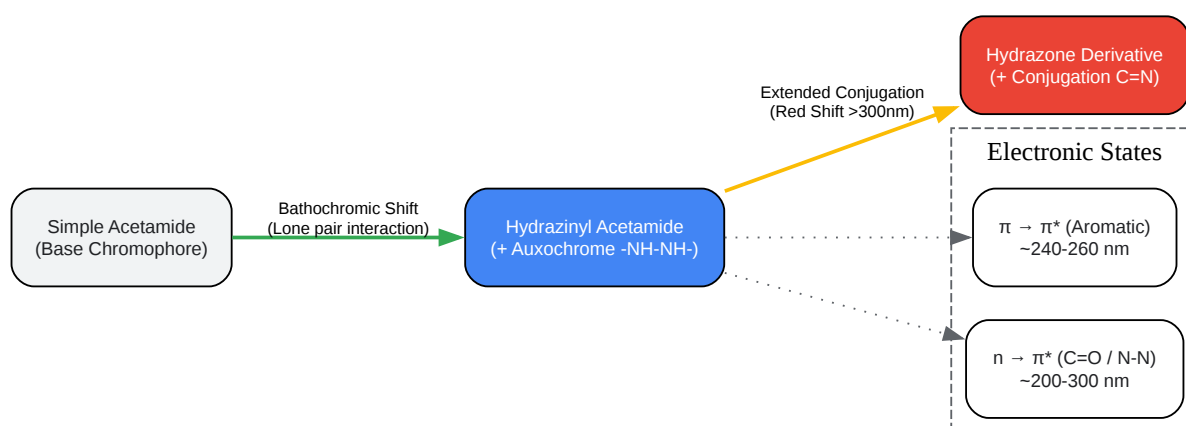 Hydrazone Derivative
(+ Conjugation C=N)
Extended Conjugation
(Red Shift >300nm)
Electronic States
Simple Acetamide
(Base Chromophore)
Bathochromic Shift
(Lone pair interaction)
Hydrazinyl Acetamide
(+ Auxochrome -NH-NH-)
π → π* (Aromatic)
~240-260 nm
n → π* (C=O / N-N)
~200-300 nm